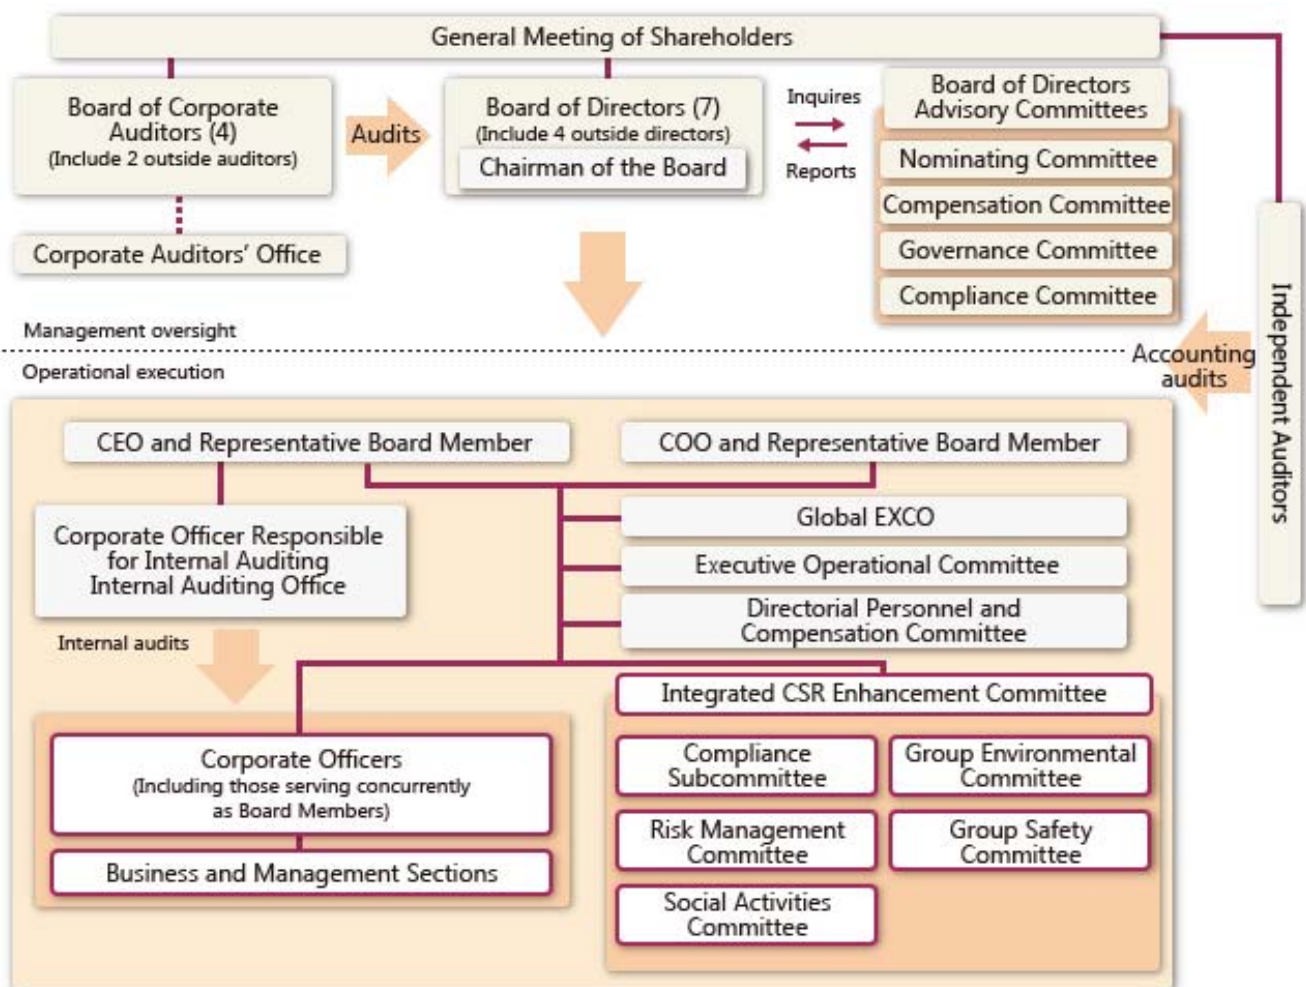 General Meeting of Shareholders
Board of Corporate
Auditors (4)
(Include 2 outside auditors)
Audits
Board of Directors (7)
(Include 4 outside directors)
Chairman of the Board
Inquires
Reports
Board of Directors
Advisory Committees
Nominating Committee
Compensation Committee
Governance Committee
Compliance Committee
Corporate Auditors’ Office
Independent Auditors
Management oversight
Operational execution
Accounting
audits
CEO and Representative Board Member
COO and Representative Board Member
Corporate Officer Responsible
for Internal Auditing
Internal Auditing Office
Global EXCO
Executive Operational Committee
Directorial Personnel and
Compensation Committee
Internal audits
Integrated CSR Enhancement Committee
Corporate Officers
(Including those serving concurrently
as Board Members)
Business and Management Sections
Compliance
Subcommittee
Group Environmental
Committee
Risk Management
Committee
Group Safety
Committee
Social Activities
Committee